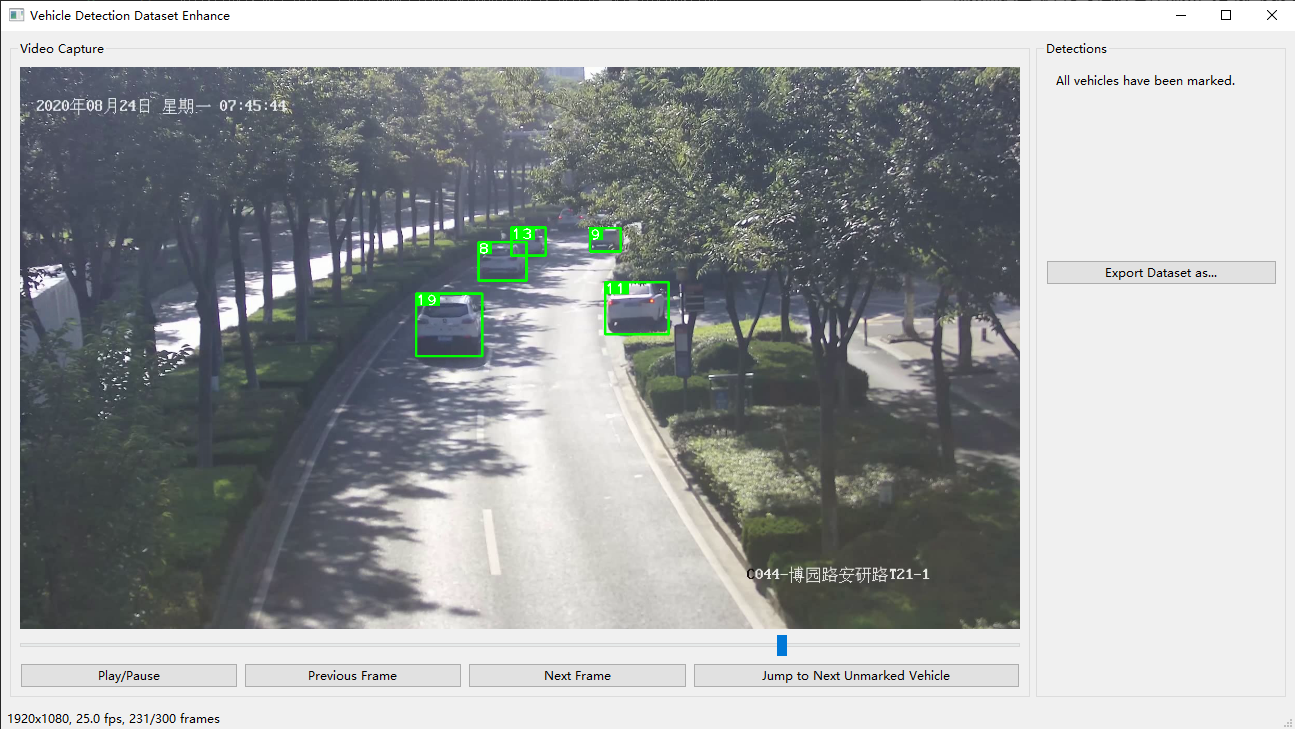 Vehicle Detection Dataset Enhance
Video Capture
2020年08月24日 星期一 07:45:44
13
9
8
11
19
C044-博园路安研路T21-1
Play/Pause
Previous Frame
Next Frame
Jump to Next Unmarked Vehicle
1920x1080, 25.0 fps, 231/300 frames
Detections
All vehicles have been marked.
Export Dataset as...